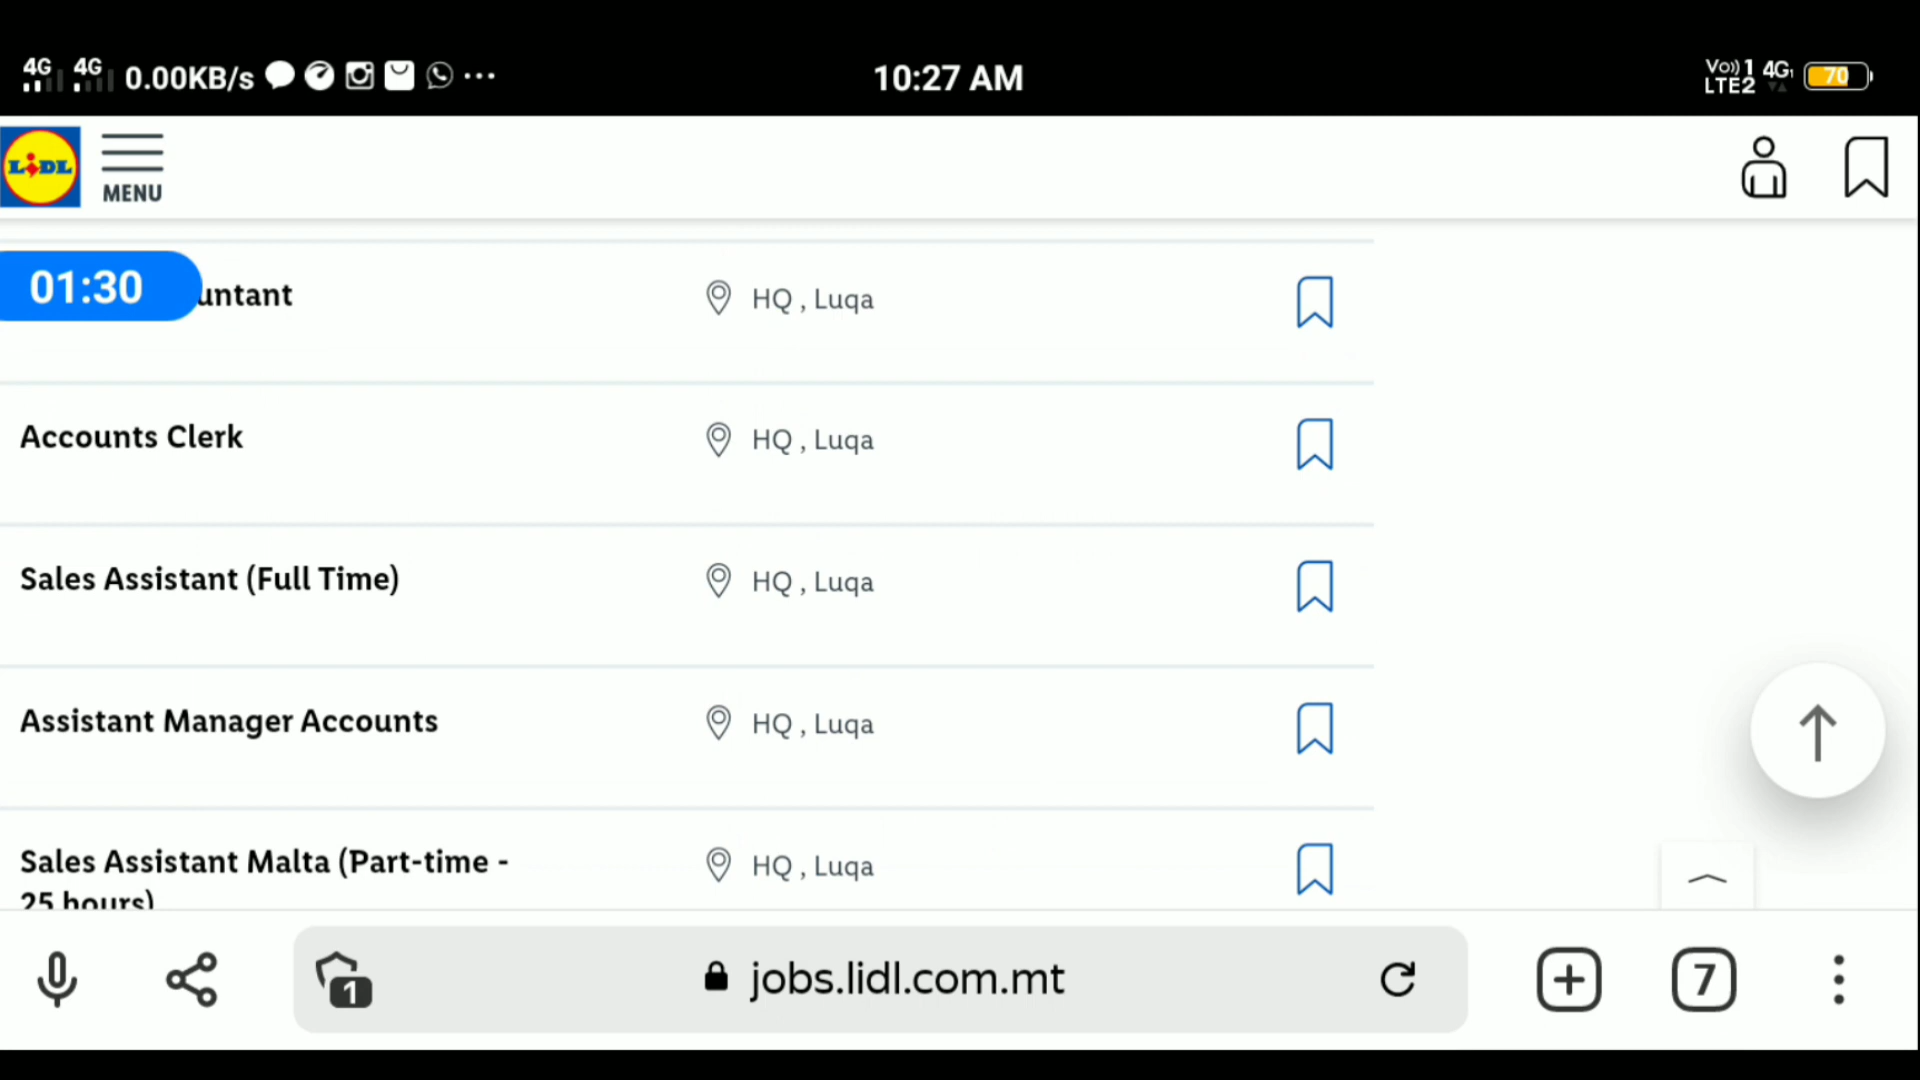 4G 4G 0.00KB/s 10:27 AM Vo)) 1 4G 70
LTE2
LiDL
MENU
01:30 untant HQ , Luqa
Accounts Clerk HQ , Luqa
Sales Assistant (Full Time) HQ , Luqa
Assistant Manager Accounts HQ , Luqa
Sales Assistant Malta (Part-time - HQ , Luqa
25 hours)
1 jobs.lidl.com.mt 7